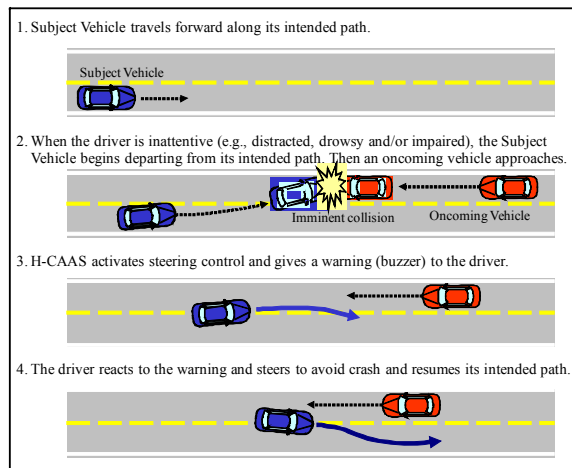 1. Subject Vehicle travels forward along its intended path.
Subject Vehicle
2. When the driver is inattentive (e.g., distracted, drowsy and/or impaired), the Subject
Vehicle begins departing from its intended path. Then an oncoming vehicle approaches.
Imminent collision
Oncoming Vehicle
3. H-CAAS activates steering control and gives a warning (buzzer) to the driver.
4. The driver reacts to the warning and steers to avoid crash and resumes its intended path.